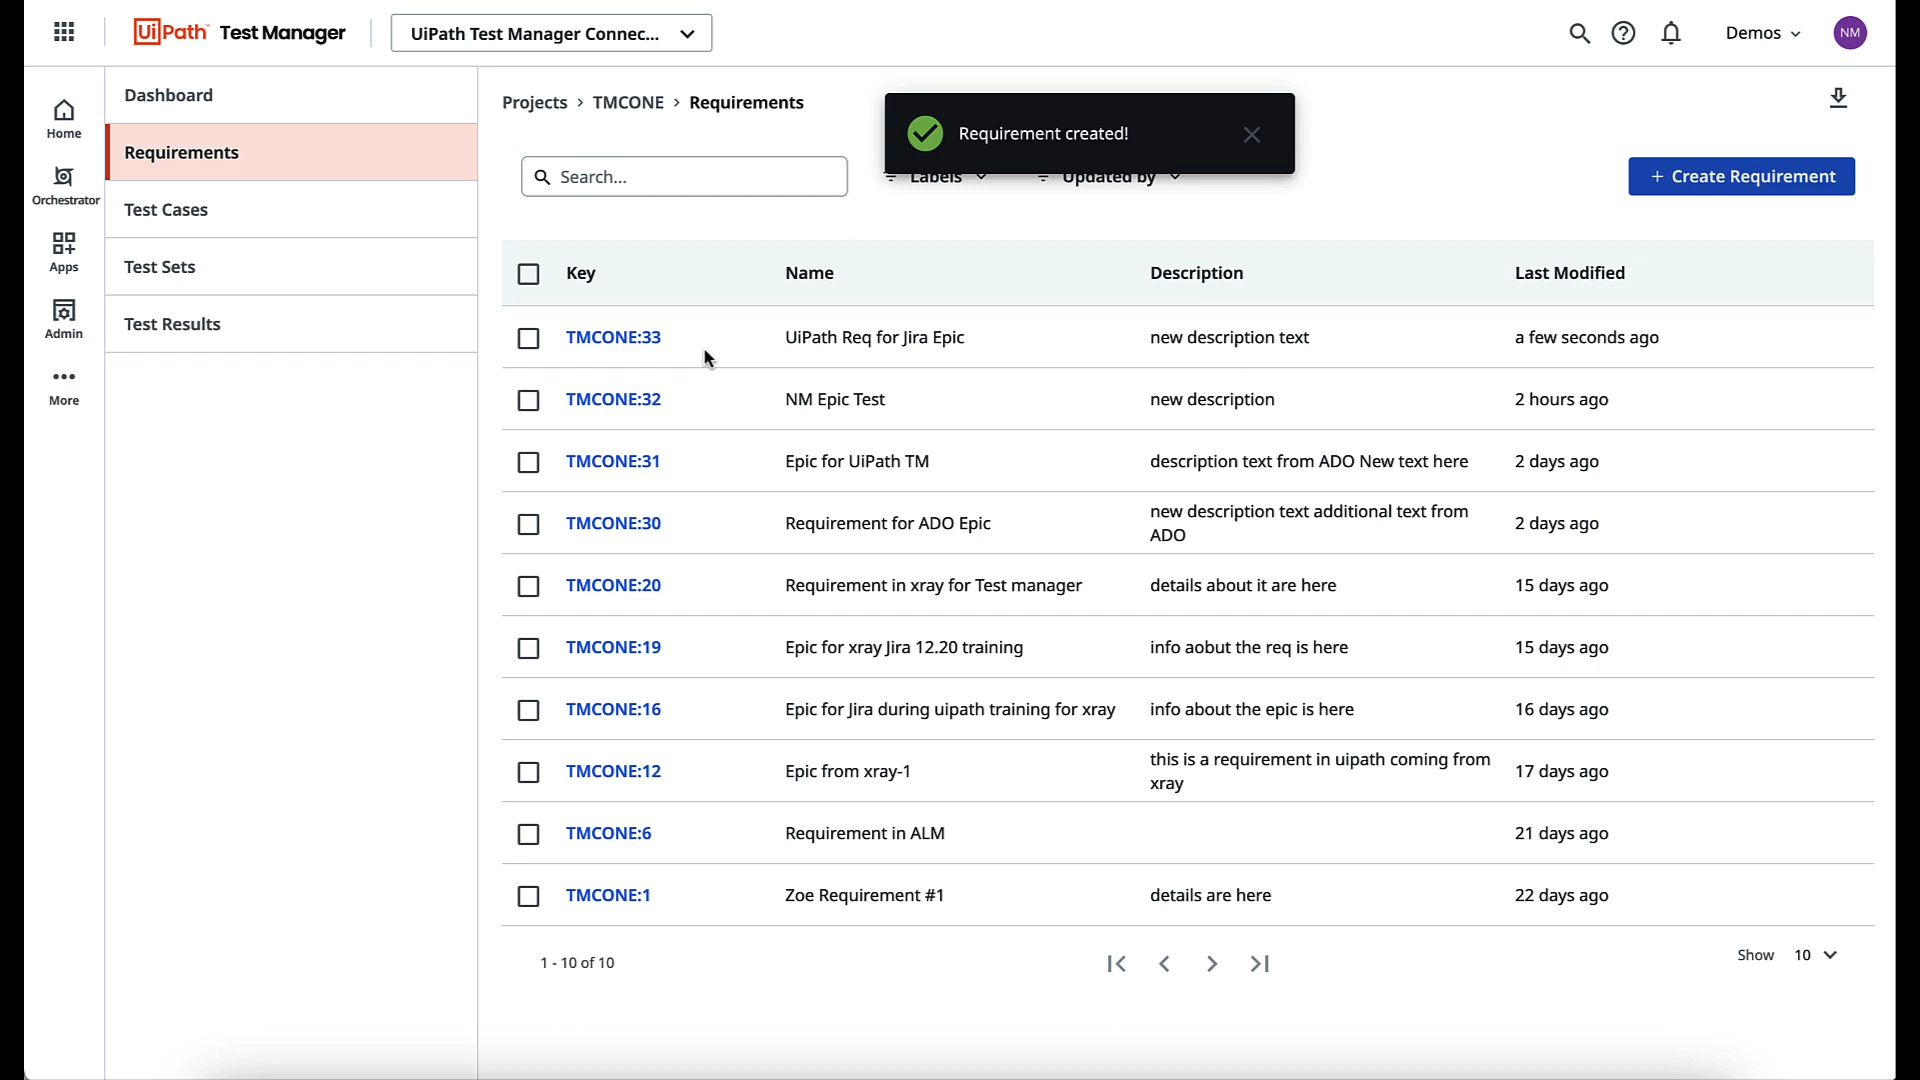 UiPath Test Manager
UiPath Test Manager Connec...
Demos
NM
Home
Orchestrator
Apps
Admin
More
Dashboard
Requirements
Test Cases
Test Sets
Test Results
Projects > TMCONE > Requirements
Requirement created!
Search...
Labels
Updated by
+ Create Requirement
Key Name Description Last Modified
TMCONE:33 UiPath Req for Jira Epic new description text a few seconds ago
TMCONE:32 NM Epic Test new description 2 hours ago
TMCONE:31 Epic for UiPath TM description text from ADO New text here 2 days ago
TMCONE:30 Requirement for ADO Epic new description text additional text from
ADO 2 days ago
TMCONE:20 Requirement in xray for Test manager details about it are here 15 days ago
TMCONE:19 Epic for xray Jira 12.20 training info aobut the req is here 15 days ago
TMCONE:16 Epic for Jira during uipath training for xray info about the epic is here 16 days ago
TMCONE:12 Epic from xray-1 this is a requirement in uipath coming from
xray 17 days ago
TMCONE:6 Requirement in ALM 21 days ago
TMCONE:1 Zoe Requirement #1 details are here 22 days ago
1 - 10 of 10
Show 10